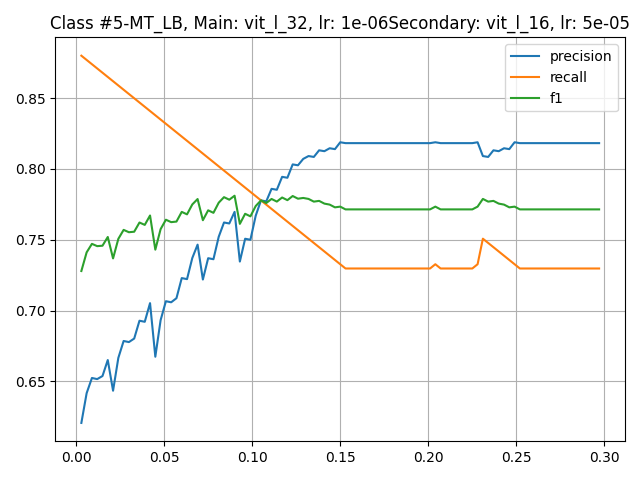 Class #5-MT_LB, Main: vit_l_32, lr: 1e-06Secondary: vit_l_16, lr: 5e-05
precision
recall
f1
0.85
0.80
0.75
0.70
0.65
0.00 0.05 0.10 0.15 0.20 0.25 0.30